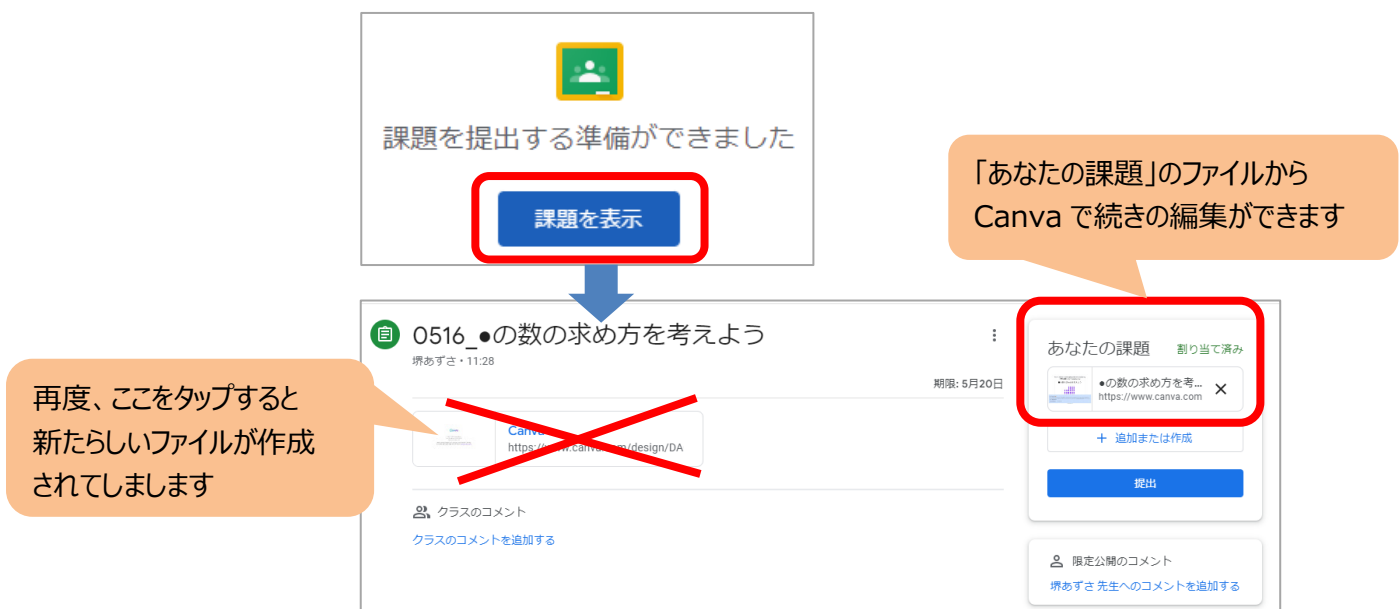 課題を提出する準備ができました
課題を表示
「あなたの課題」のファイルから
Canva で続きの編集ができます
0516_●の数の求め方を考えよう
堺あずさ・11:28
期限: 5月20日
Canva
https://www.canva.com/design/DA
クラスのコメント
クラスのコメントを追加する
再度、ここをタップすると
新たらしいファイルが作成
されてしまします
あなたの課題 割り当て済み
●の数の求め方を考...
https://www.canva.com
+ 追加または作成
提出
限定公開のコメント
堺あずさ 先生へのコメントを追加する